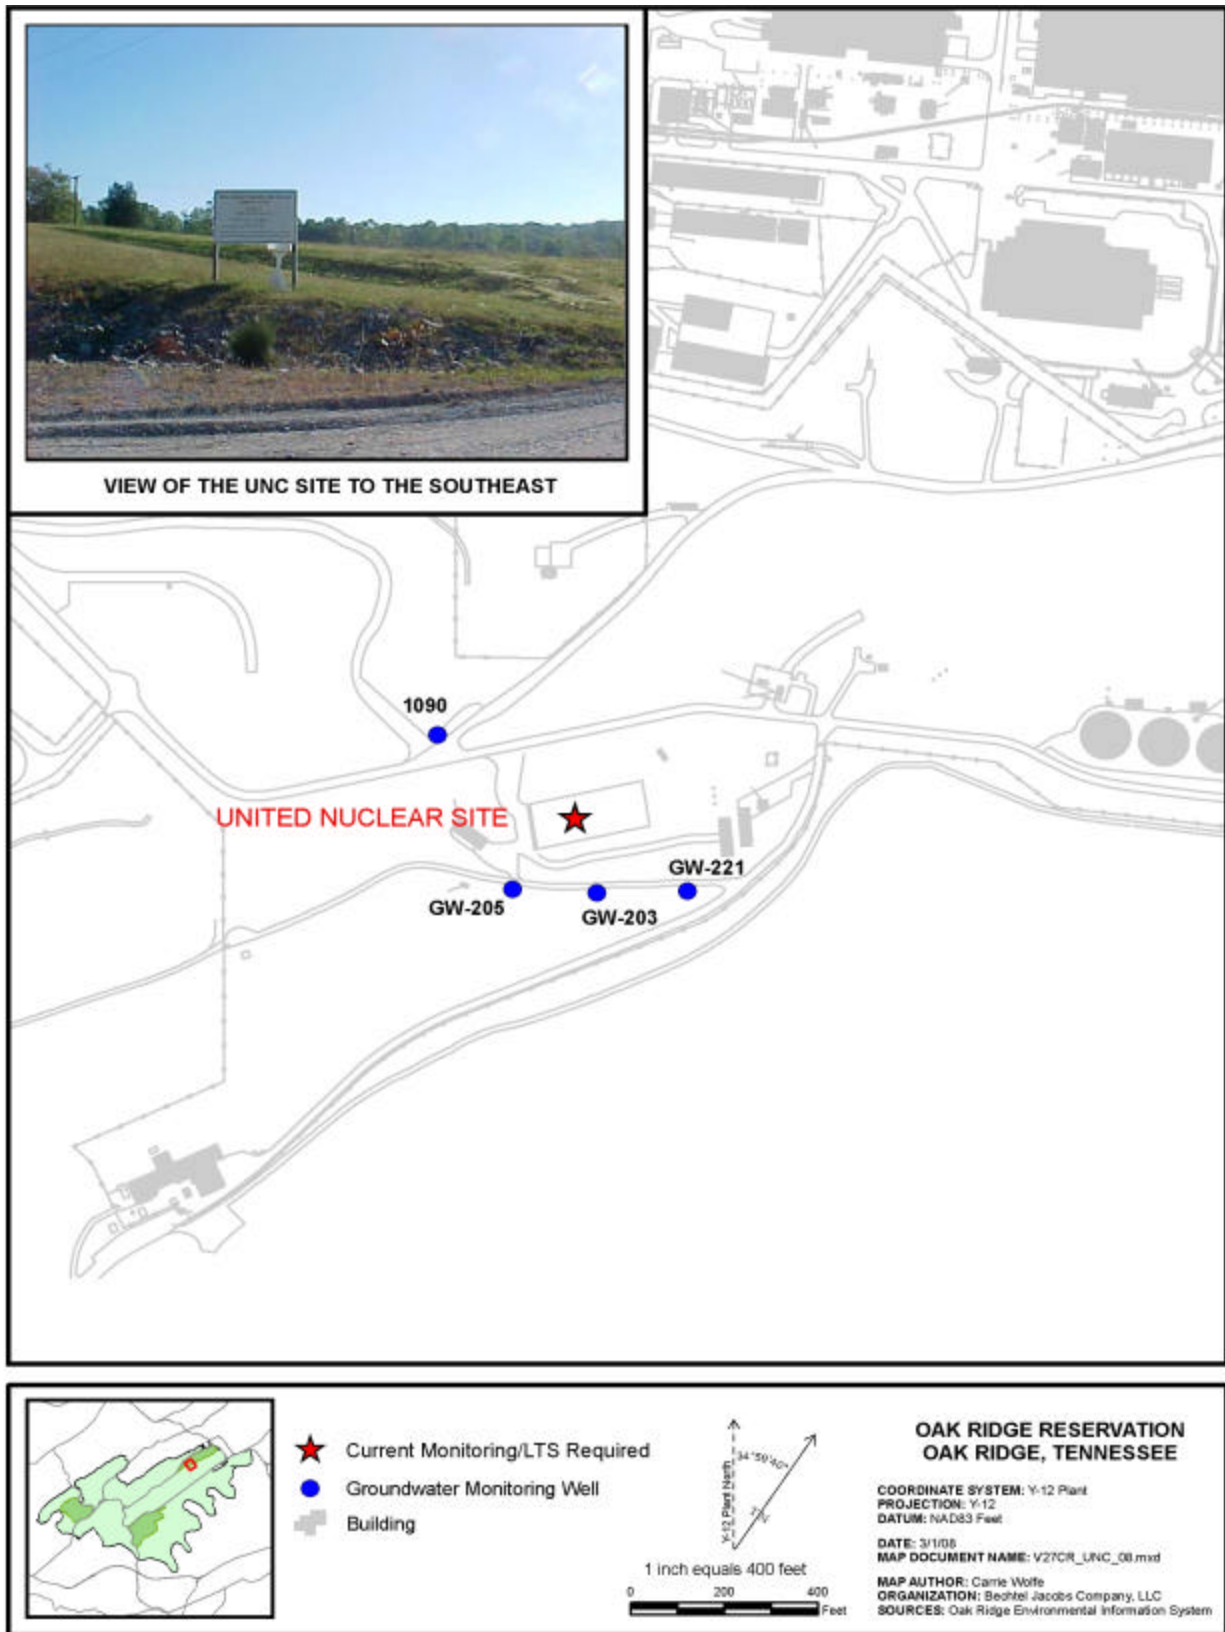 VIEW OF THE UNC SITE TO THE SOUTHEAST
1090
UNITED NUCLEAR SITE
GW-221
GW-205
GW-203
Current Monitoring/LTS Required
Groundwater Monitoring Well
Building
Y-12 Plant North
34°59'40"
1 inch equals 400 feet
0 200 400
Feet
OAK RIDGE RESERVATION
OAK RIDGE, TENNESSEE
COORDINATE SYSTEM: Y-12 Plant
PROJECTION: Y-12
DATUM: NAD83 Feet
DATE: 3/1/08
MAP DOCUMENT NAME: V27CR_UNC_08.mxd
MAP AUTHOR: Carrie Wolfe
ORGANIZATION: Bechtel Jacobs Company, LLC
SOURCES: Oak Ridge Environmental Information System